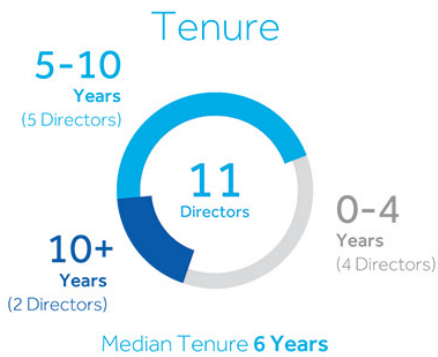 Tenure
5-10
Years
(5 Directors)
11
Directors
0-4
Years
(4 Directors)
10+
Years
(2 Directors)
Median Tenure 6 Years